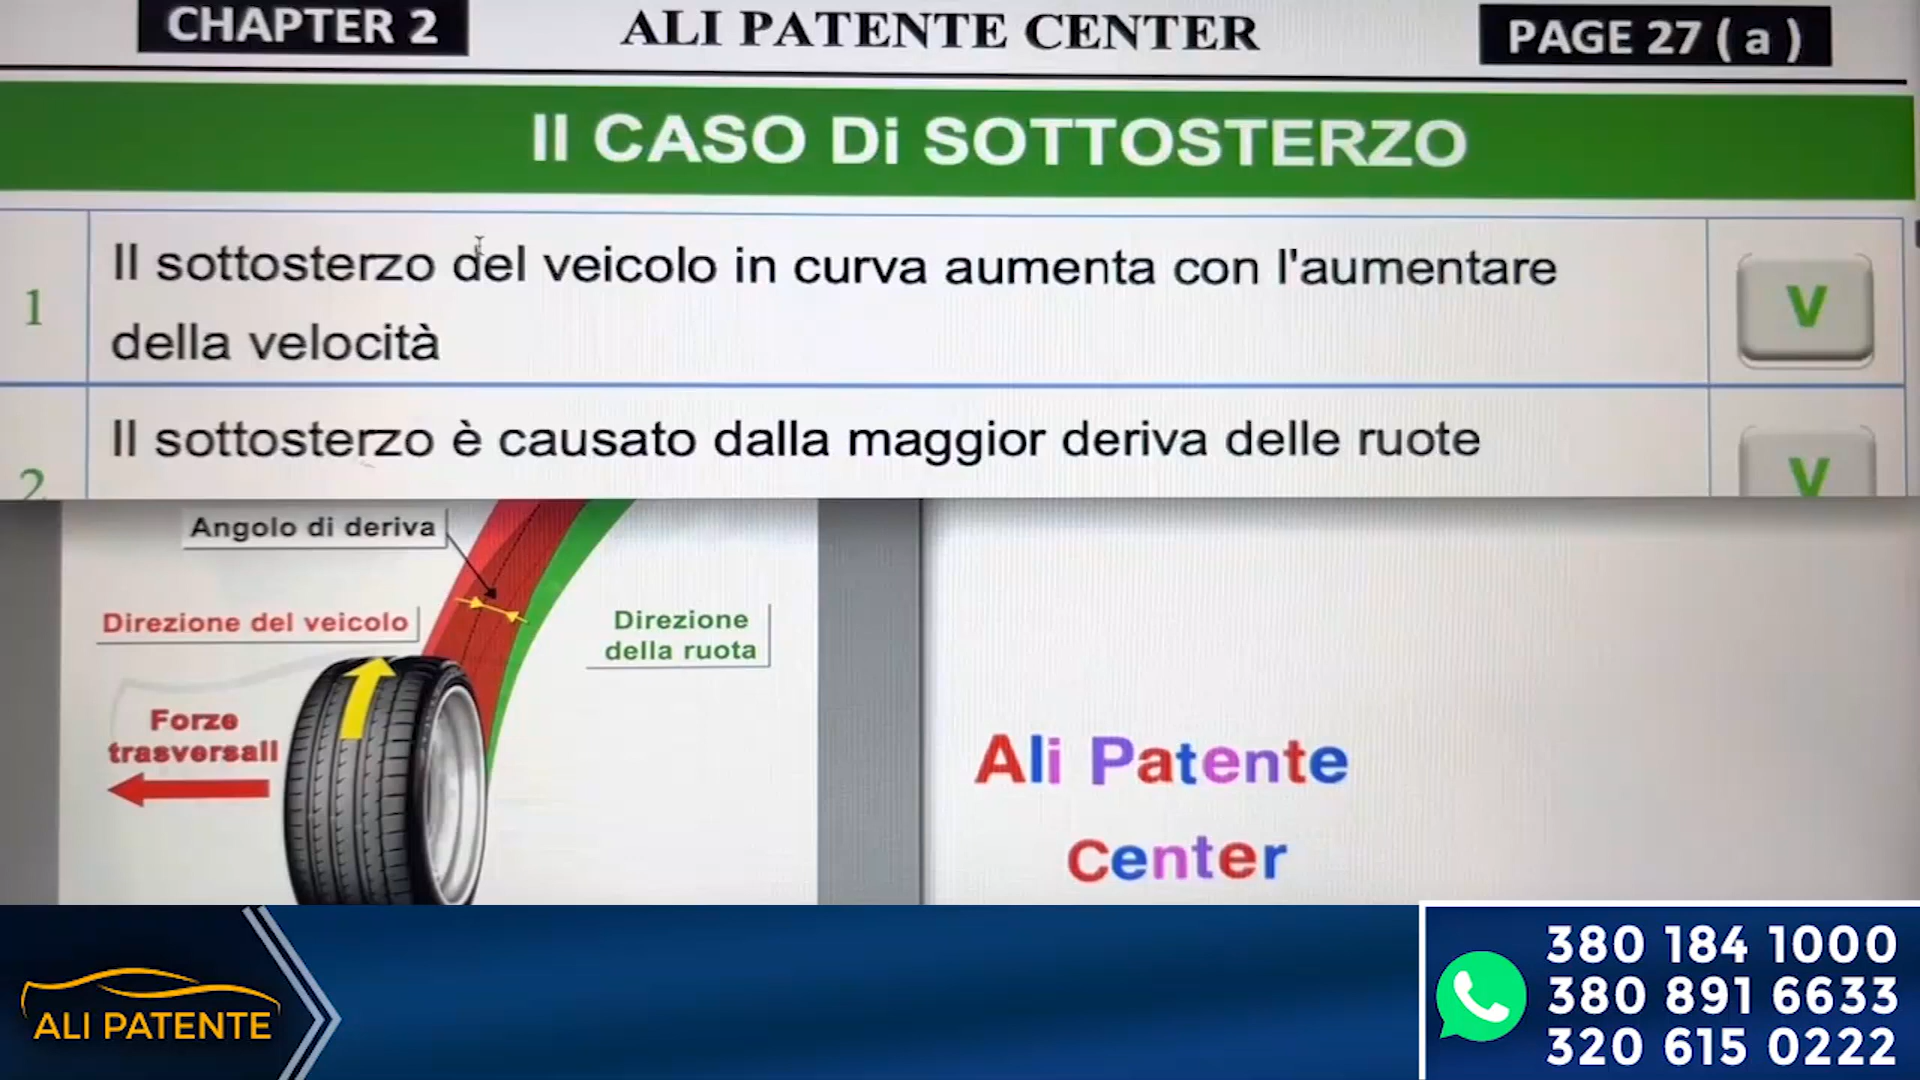 CHAPTER 2
ALI PATENTE CENTER
PAGE 27 ( a )
Il CASO Di SOTTOSTERZO
1
Il sottosterzo del veicolo in curva aumenta con l'aumentare
della velocità
V
2
Il sottosterzo è causato dalla maggior deriva delle ruote
V
Angolo di deriva
Direzione del veicolo
Direzione
della ruota
Forze
trasversali
Ali Patente
Center
ALI PATENTE
380 184 1000
380 891 6633
320 615 0222